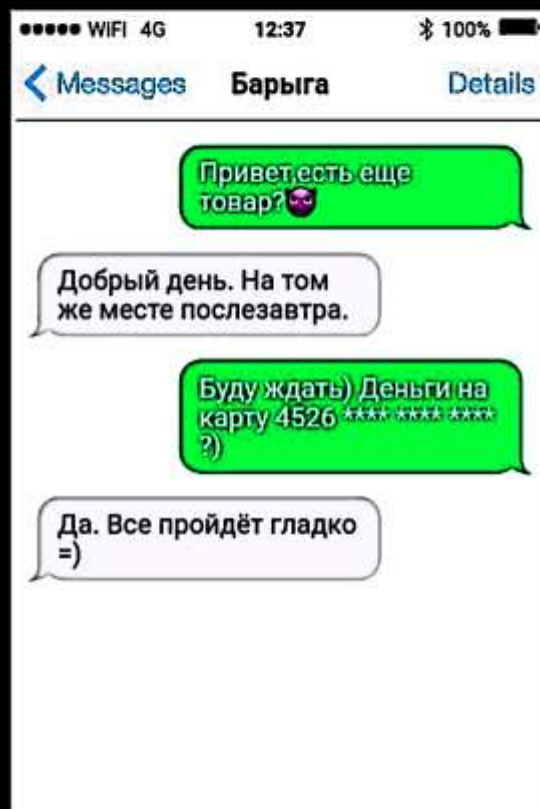 WIFI 4G 12:37 100%
Messages Барыга Details
Привет,есть еще
товар?😈
Добрый день. На том
же месте послезавтра.
Буду ждать) Деньги на
карту 4526 **** **** ****
?)
Да. Все пройдёт гладко
=)